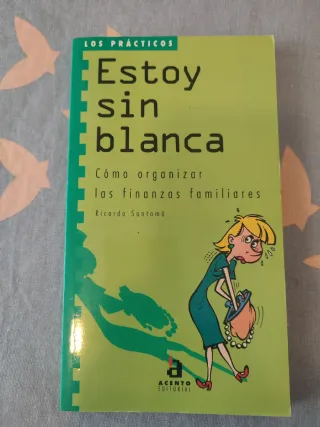 LOS PRÁCTICOS
Estoy
sin
blanca
Cómo organizar
las finanzas familiares
Ricardo Santamá
ACENTO
EDITORIAL